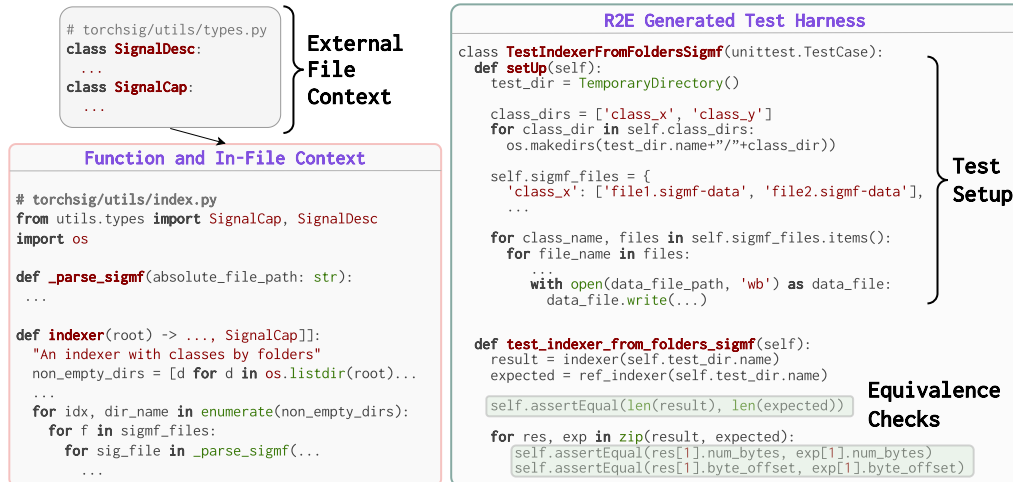 # torchsig/utils/types.py
class SignalDesc:
...
class SignalCap:
...
External
File
Context
Function and In-File Context
# torchsig/utils/index.py
from utils.types import SignalCap, SignalDesc
import os
def _parse_sigmf(absolute_file_path: str):
...
def indexer(root) -> ..., SignalCap]]:
"An indexer with classes by folders"
non_empty_dirs = [d for d in os.listdir(root)...
...
for idx, dir_name in enumerate(non_empty_dirs):
for f in sigmf_files:
for sig_file in _parse_sigmf(...
...
R2E Generated Test Harness
class TestIndexerFromFoldersSigmf(unittest.TestCase):
def setUp(self):
test_dir = TemporaryDirectory()
class_dirs = ['class_x', 'class_y']
for class_dir in self.class_dirs:
os.makedirs(test_dir.name+”/”+class_dir))
self.sigmf_files = {
'class_x': ['file1.sigmf-data', 'file2.sigmf-data'],
...
for class_name, files in self.sigmf_files.items():
for file_name in files:
...
with open(data_file_path, 'wb') as data_file:
data_file.write(...)
Test
Setup
def test_indexer_from_folders_sigmf(self):
result = indexer(self.test_dir.name)
expected = ref_indexer(self.test_dir.name)
self.assertEqual(len(result), len(expected))
for res, exp in zip(result, expected):
self.assertEqual(res[1].num_bytes, exp[1].num_bytes)
self.assertEqual(res[1].byte_offset, exp[1].byte_offset)
Equivalence
Checks